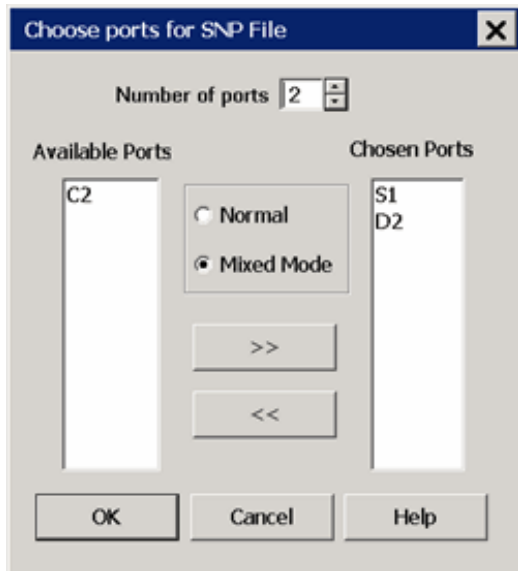 Choose ports for SNP File
Number of ports 2
Available Ports
Chosen Ports
C2
Normal
Mixed Mode
S1
D2
>>
<<
OK
Cancel
Help